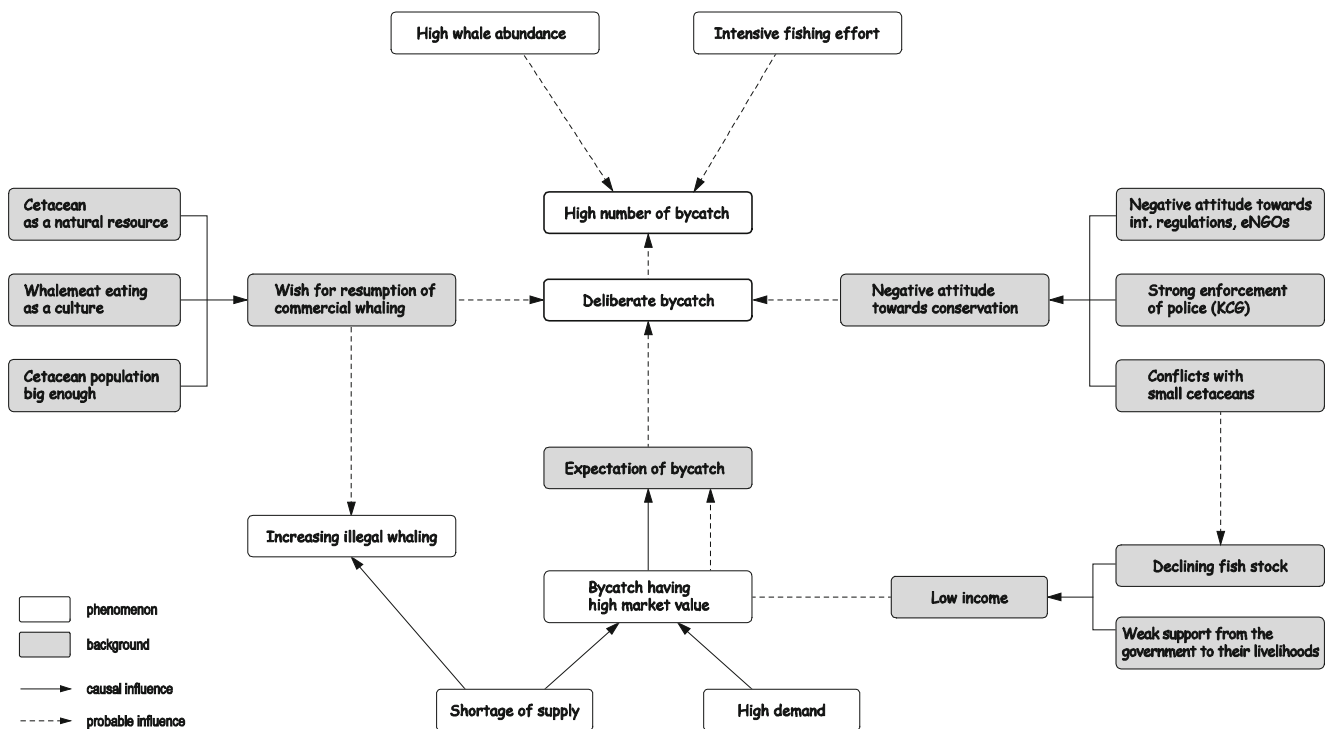 High whale abundance
Intensive fishing effort
High number of bycatch
Cetacean
as a natural resource
Whalemeat eating
as a culture
Cetacean population
big enough
Wish for resumption of
commercial whaling
Deliberate bycatch
Negative attitude
towards conservation
Negative attitude towards
int. regulations, eNGOs
Strong enforcement
of police (KCG)
Conflicts with
small cetaceans
Expectation of bycatch
Increasing illegal whaling
Bycatch having
high market value
Low income
Declining fish stock
Weak support from the
government to their livelihoods
Shortage of supply
High demand
phenomenon
background
causal influence
probable influence